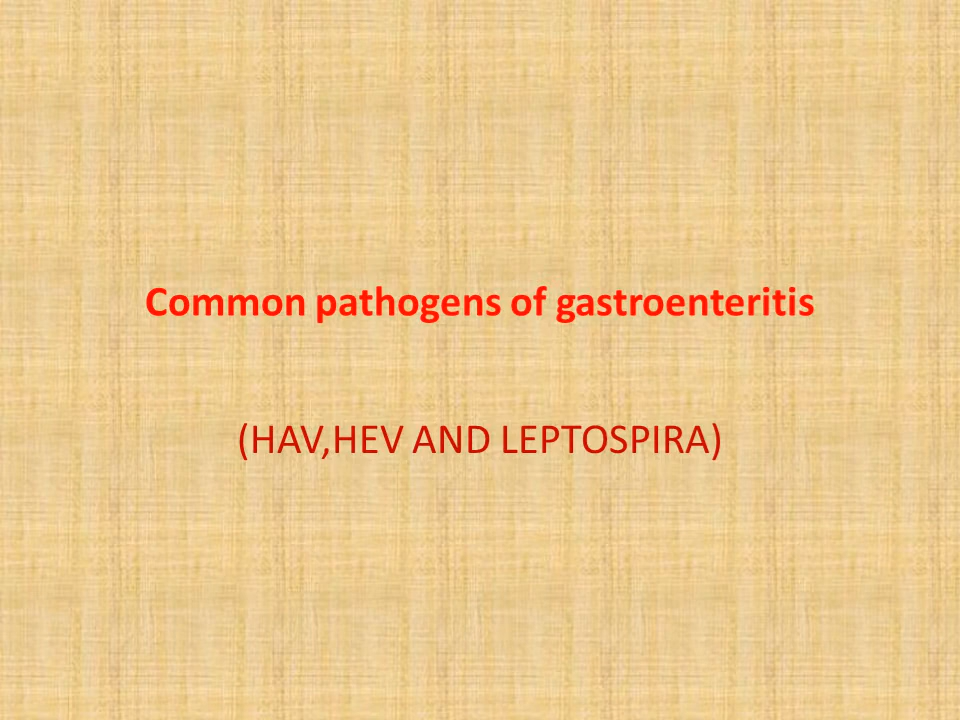 Common pathogens of gastroenteritis
(HAV,HEV AND LEPTOSPIRA)